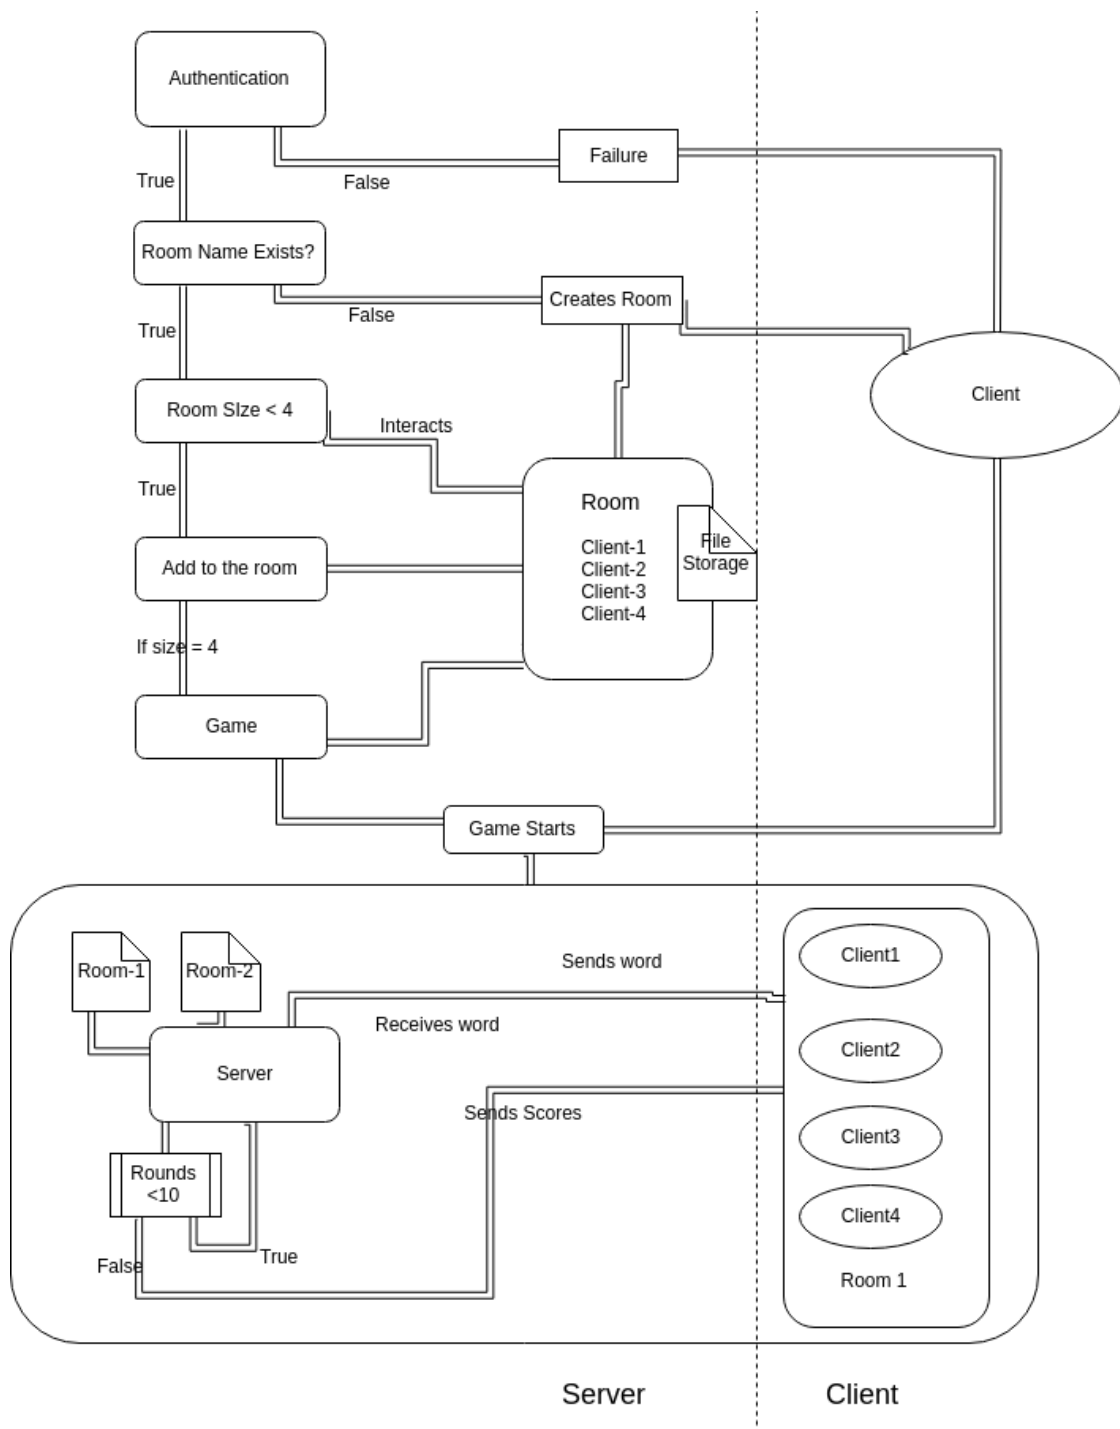 Authentication
Failure
True
False
Room Name Exists?
Creates Room
False
True
Client
Room SIze < 4
Interacts
True
Room
Client-1
Client-2
Client-3
Client-4
File
Storage
Add to the room
If size = 4
Game
Game Starts
Room-1
Room-2
Sends word
Receives word
Server
Sends Scores
Rounds
<10
False
True
Client1
Client2
Client3
Client4
Room 1
Server
Client